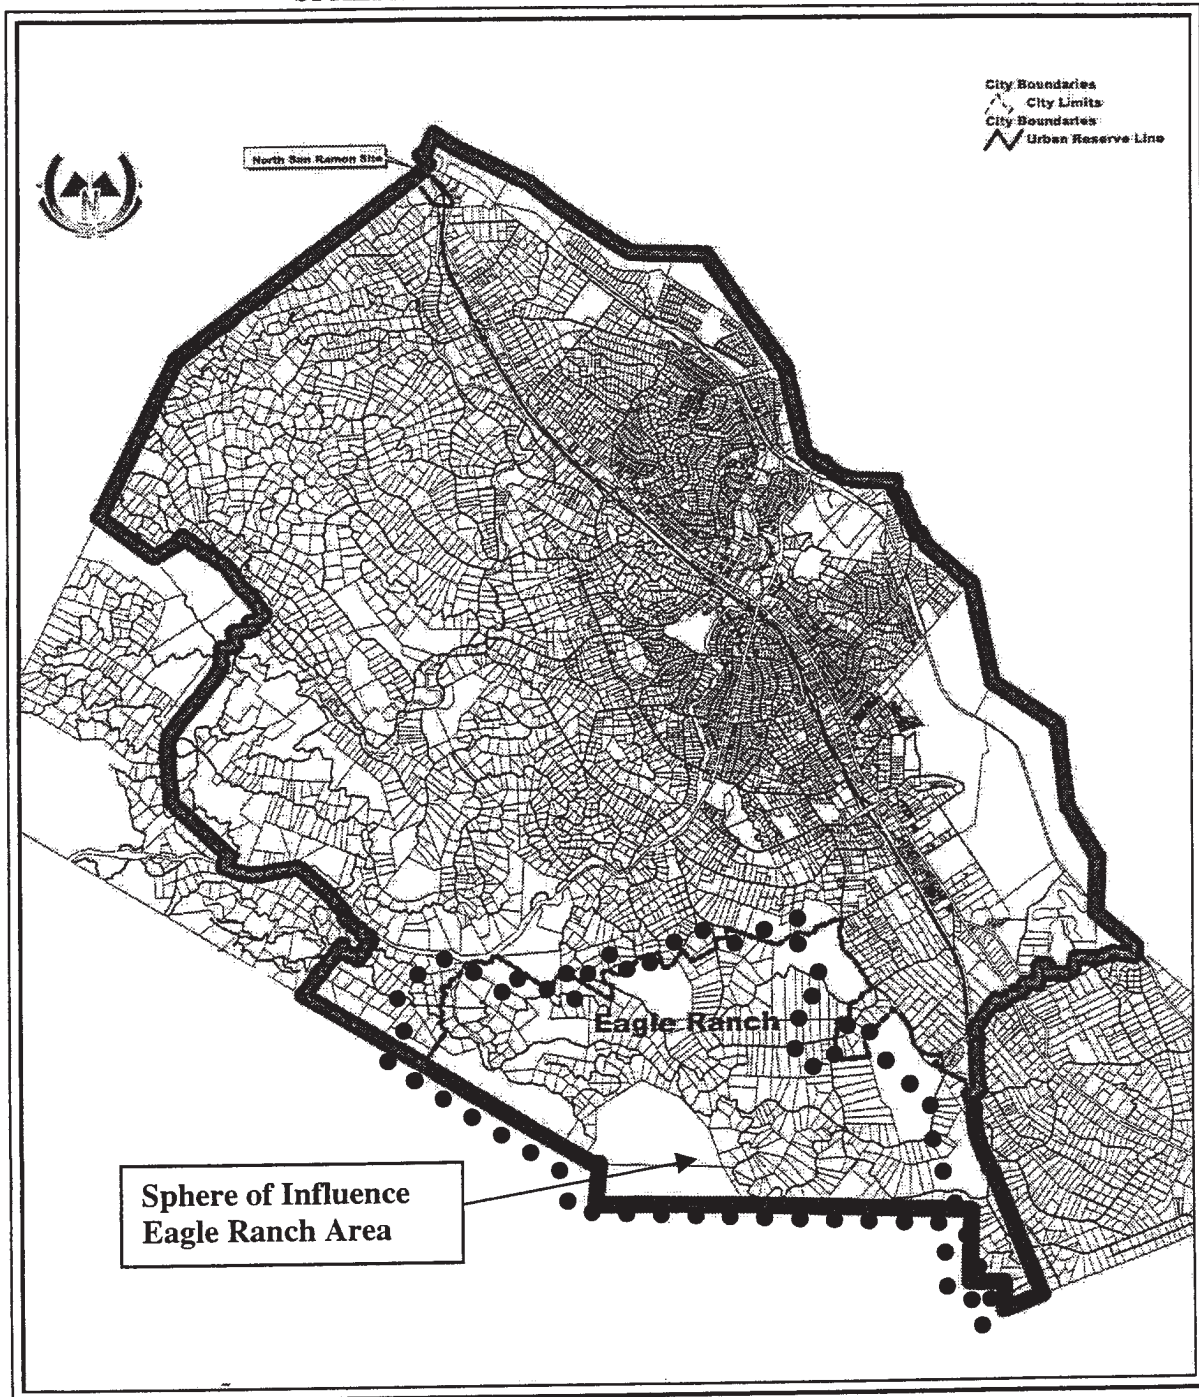 City Boundaries
City Limits
City Boundaries
Urban Reserve Line
North San Ramon Site
N
Eagle Ranch
Sphere of Influence
Eagle Ranch Area